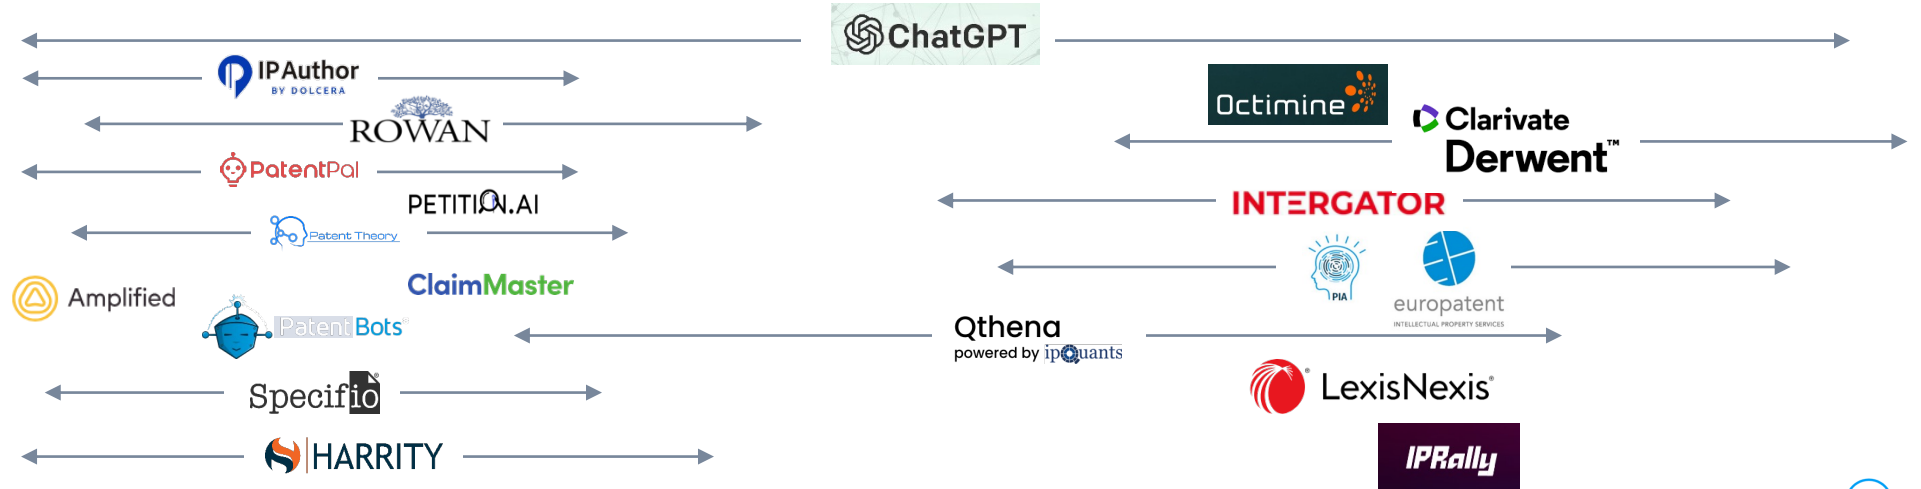 ChatGPT
IPAuthor
BY DOLCERA
Octimine
ROWAN
Clarivate
Derwent™
PatentPal
PETITION.AI
INTERGATOR
Patent Theory
PIA
europatent
INTELLECTUAL PROPERTY SERVICES
Amplified
ClaimMaster
PatentBots
Qthena
powered by ipQuants
Specifio
LexisNexis®
HARRITY
IPRally